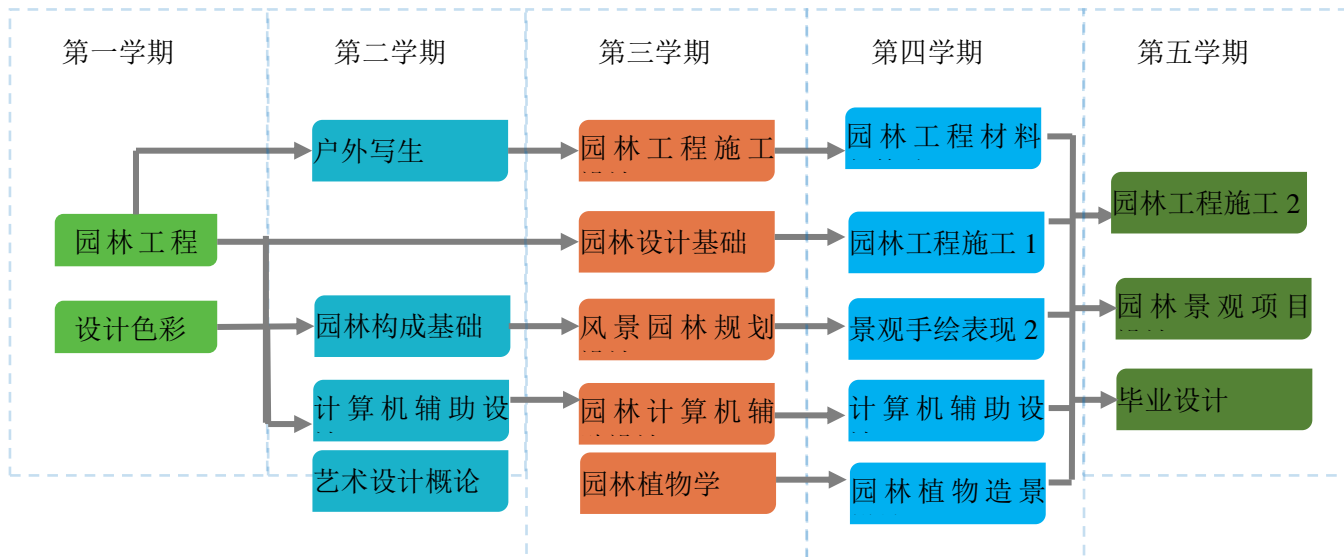 第一学期
第二学期
第三学期
第四学期
第五学期
园林工程
设计色彩
户外写生
园林构成基础
计算机辅助设
艺术设计概论
园林工程施工
园林设计基础
风景园林规划
园林计算机辅
园林植物学
园林工程材料
园林工程施工 1
景观手绘表现 2
计算机辅助设
园林植物造景
园林工程施工 2
园林景观项目
毕业设计